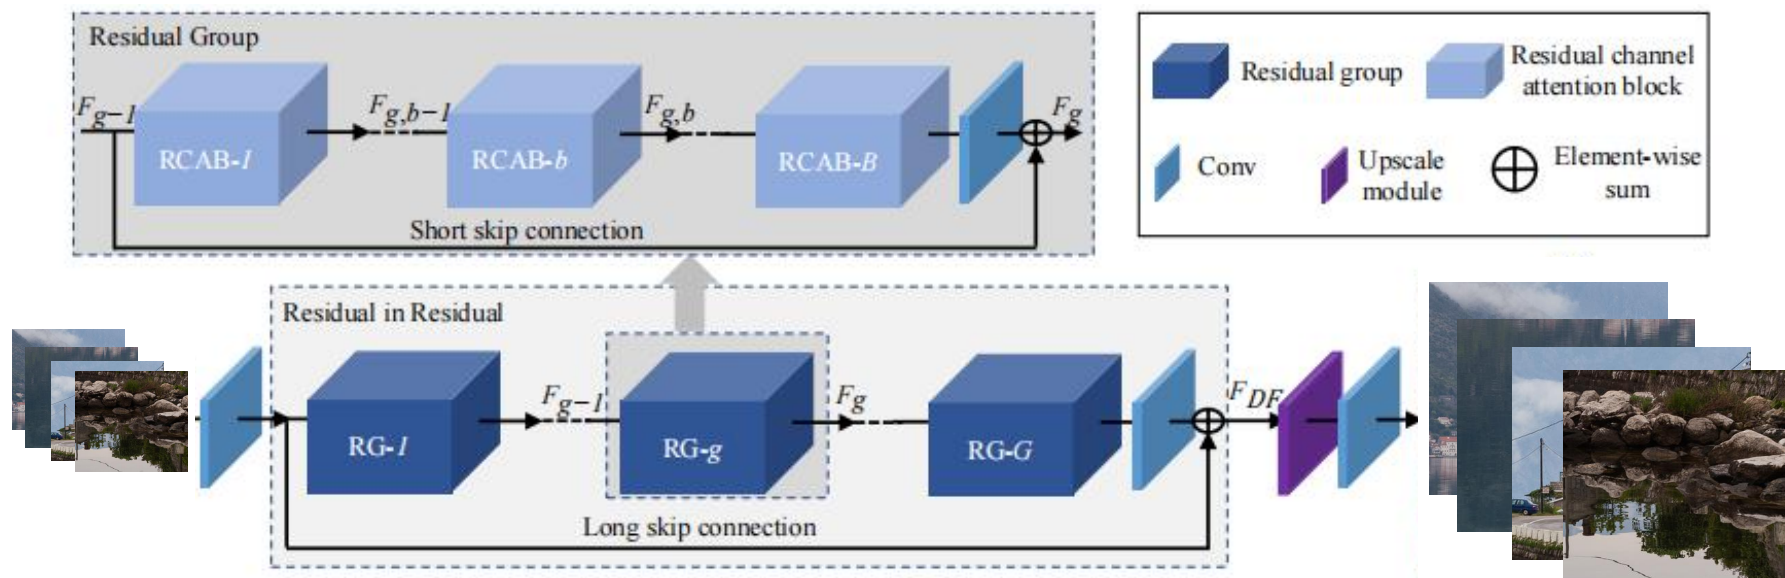 Residual Group
F_{g-1}
F_{g,b-1}
F_{g,b}
F_g
RCAB-1
RCAB-b
RCAB-B
Short skip connection
Residual group
Residual channel
attention block
Conv
Upscale
module
Element-wise
sum
Residual in Residual
F_{g-1}
F_g
F_{DF}
RG-1
RG-g
RG-G
Long skip connection